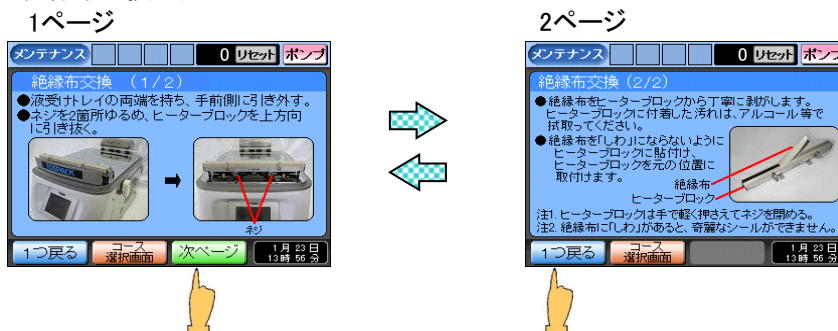 1ページ
メンテナンス 0 リセット ポンプ
絶縁布交換 (1/2)
●液受けトレイの両端を持ち、手前側に引き外す。
●ネジを2箇所ゆるめ、ヒーターブロックを上方向
に引き抜く。
TOSPACK
ネジ
1つ戻る コース選択画面 次ページ 1月23日 13時56分
2ページ
メンテナンス 0 リセット ポンプ
絶縁布交換 (2/2)
●絶縁布をヒーターブロックから丁寧に剥がします。
ヒーターブロックに付着した汚れは、アルコール等で
拭取ってください。
●絶縁布を「しわ」にならないように
ヒーターブロックに貼付け、
ヒーターブロックを元の位置に
取付けます。
絶縁布
ヒーターブロック
注1. ヒーターブロックは手で軽く押さえてネジを閉める。
注2. 絶縁布に「しわ」があると、奇麗なシールができません。
1つ戻る コース選択画面 1月23日 13時56分